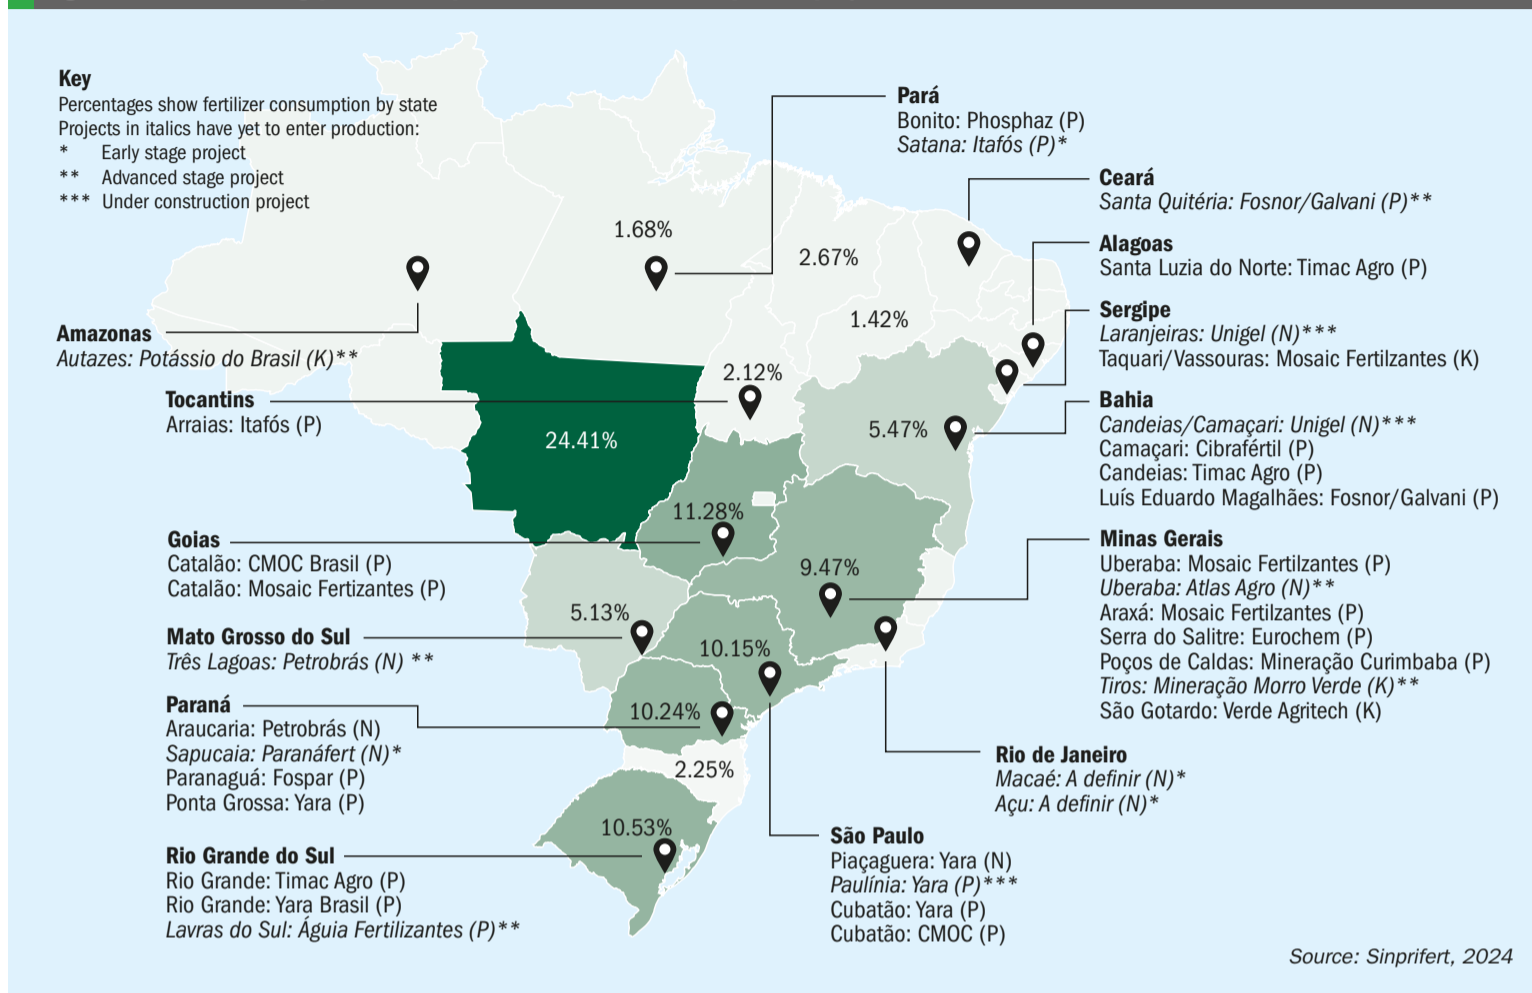 Key
Percentages show fertilizer consumption by state
Projects in italics have yet to enter production:
* Early stage project
** Advanced stage project
*** Under construction project
Pará
Bonito: Phosphaz (P)
Satana: Itafós (P)*
Ceará
Santa Quitéria: Fosnor/Galvani (P)**
Alagoas
Santa Luzia do Norte: Timac Agro (P)
Sergipe
Laranjeiras: Unigel (N)***
Taquari/Vassouras: Mosaic Fertilzantes (K)
Bahia
Candeias/Camaçari: Unigel (N)***
Camaçari: Cibrafértil (P)
Candeias: Timac Agro (P)
Luís Eduardo Magalhães: Fosnor/Galvani (P)
Minas Gerais
Uberaba: Mosaic Fertilzantes (P)
Uberaba: Atlas Agro (N)**
Araxá: Mosaic Fertilzantes (P)
Serra do Salitre: Eurochem (P)
Poços de Caldas: Mineração Curimbaba (P)
Tiros: Mineração Morro Verde (K)**
São Gotardo: Verde Agritech (K)
Rio de Janeiro
Macaé: A definir (N)*
Açu: A definir (N)*
São Paulo
Piaçaguera: Yara (N)
Paulínia: Yara (P)***
Cubatão: Yara (P)
Cubatão: CMOC (P)
Amazonas
Autazes: Potássio do Brasil (K)**
Tocantins
Arraias: Itafós (P)
Goias
Catalão: CMOC Brasil (P)
Catalão: Mosaic Fertizantes (P)
Mato Grosso do Sul
Três Lagoas: Petrobrás (N) **
Paraná
Araucaria: Petrobrás (N)
Sapucaia: Paranáfert (N)*
Paranaguá: Fospar (P)
Ponta Grossa: Yara (P)
Rio Grande do Sul
Rio Grande: Timac Agro (P)
Rio Grande: Yara Brasil (P)
Lavras do Sul: Águia Fertilizantes (P)**
1.68%
2.67%
1.42%
2.12%
24.41%
5.47%
11.28%
9.47%
5.13%
10.15%
10.24%
2.25%
10.53%
Source: Sinprifert, 2024